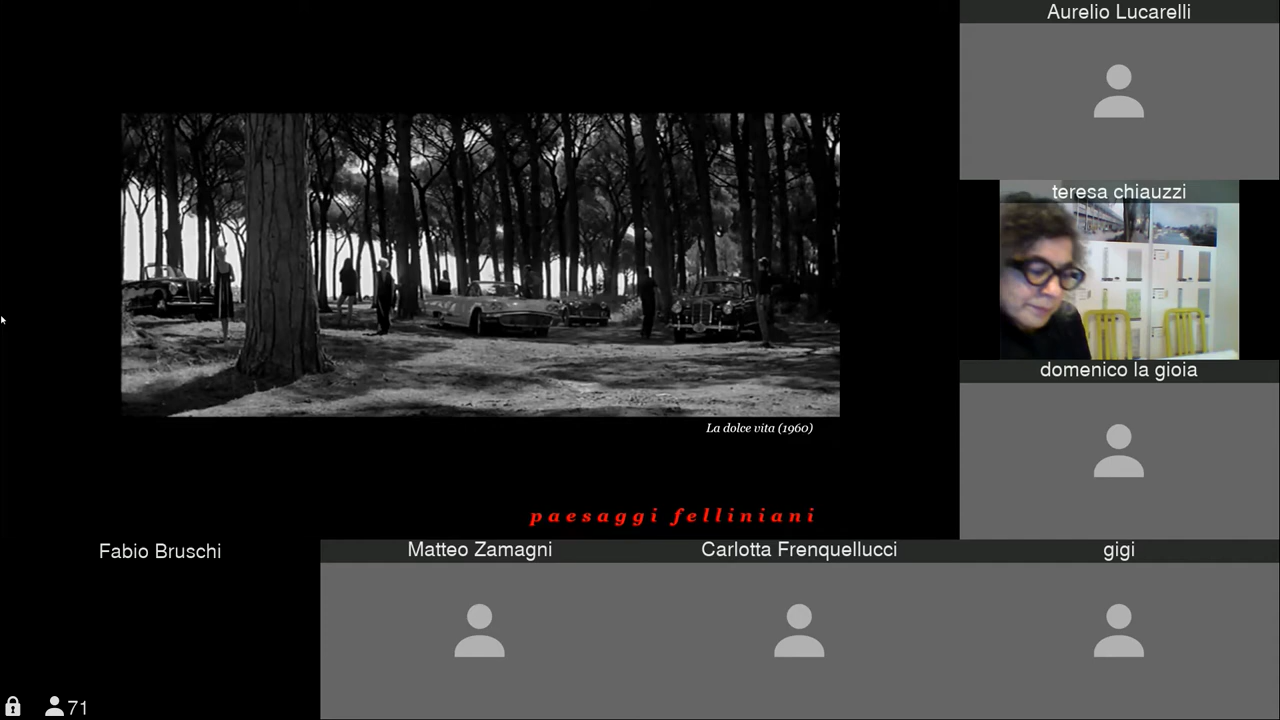 Aurelio Lucarelli
teresa chiauzzi
La dolce vita (1960)
domenico la gioia
paesaggi felliniani
Fabio Bruschi
Matteo Zamagni
Carlotta Frenquellucci
gigi
71